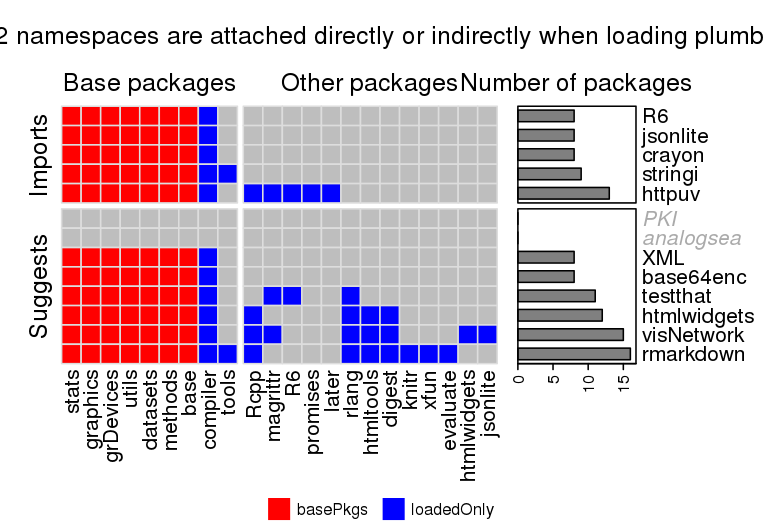 2 namespaces are attached directly or indirectly when loading plumb
Base packages
Other packages
Number of packages
Imports
R6
jsonlite
crayon
stringi
httpuv
Suggests
PKI
analogsea
XML
base64enc
testthat
htmlwidgets
visNetwork
rmarkdown
0
5
10
15
stats
graphics
grDevices
utils
datasets
methods
base
compiler
tools
Rcpp
magrittr
R6
promises
later
rlang
htmltools
digest
knitr
xfun
evaluate
htmlwidgets
jsonlite
basePkgs
loadedOnly